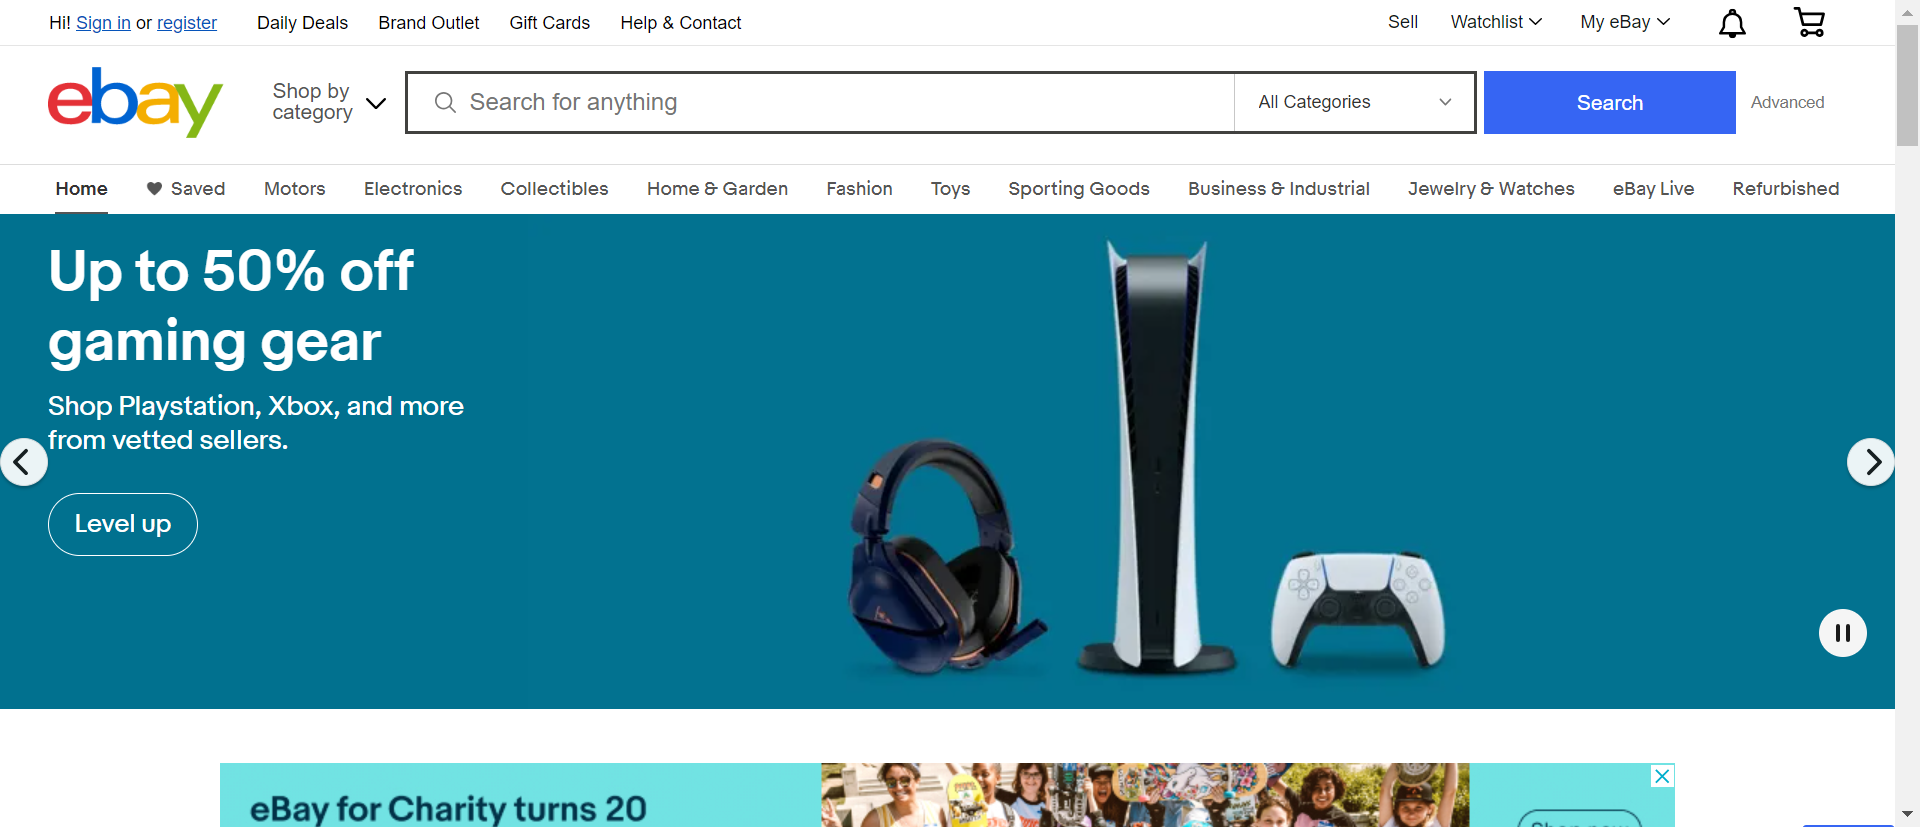 Hi! Sign in or register Daily Deals Brand Outlet Gift Cards Help & Contact Sell Watchlist My eBay
ebay
Shop by
category
Search for anything
All Categories
Search
Advanced
Home Saved Motors Electronics Collectibles Home & Garden Fashion Toys Sporting Goods Business & Industrial Jewelry & Watches eBay Live Refurbished
Up to 50% off
gaming gear
Shop Playstation, Xbox, and more
from vetted sellers.
Level up
eBay for Charity turns 20
Shop now